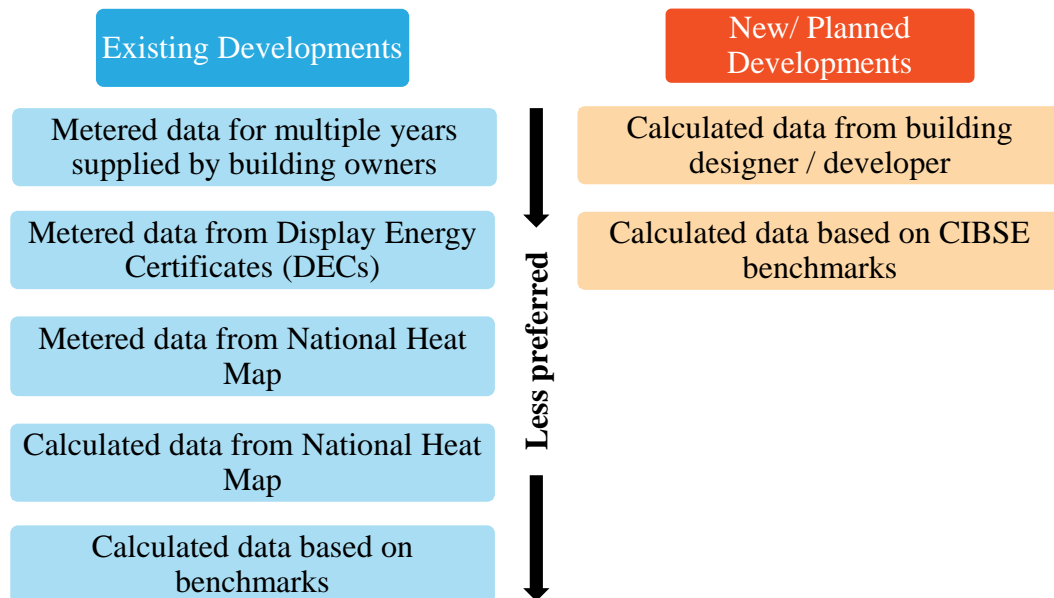 Existing Developments
Metered data for multiple years
supplied by building owners
Metered data from Display Energy
Certificates (DECs)
Metered data from National Heat
Map
Calculated data from National Heat
Map
Calculated data based on
benchmarks
Less preferred
New/ Planned
Developments
Calculated data from building
designer / developer
Calculated data based on CIBSE
benchmarks